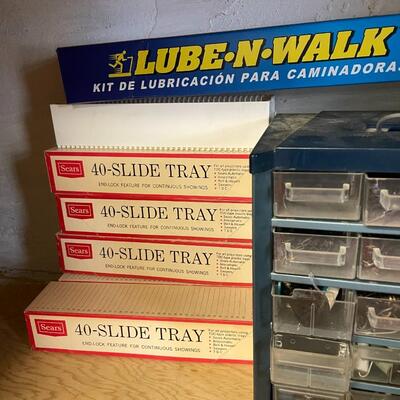 LUBE·N·WALK
KIT DE LUBRICACIÓN PARA CAMINADORAS
Sears
40-SLIDE TRAY
END-LOCK FEATURE FOR CONTINUOUS SHOWINGS
Sears
40-SLIDE TRAY
END-LOCK FEATURE FOR CONTINUOUS SHOWINGS
Sears
40-SLIDE TRAY
END-LOCK FEATURE FOR CONTINUOUS SHOWINGS
Sears
40-SLIDE TRAY
END-LOCK FEATURE FOR CONTINUOUS SHOWINGS